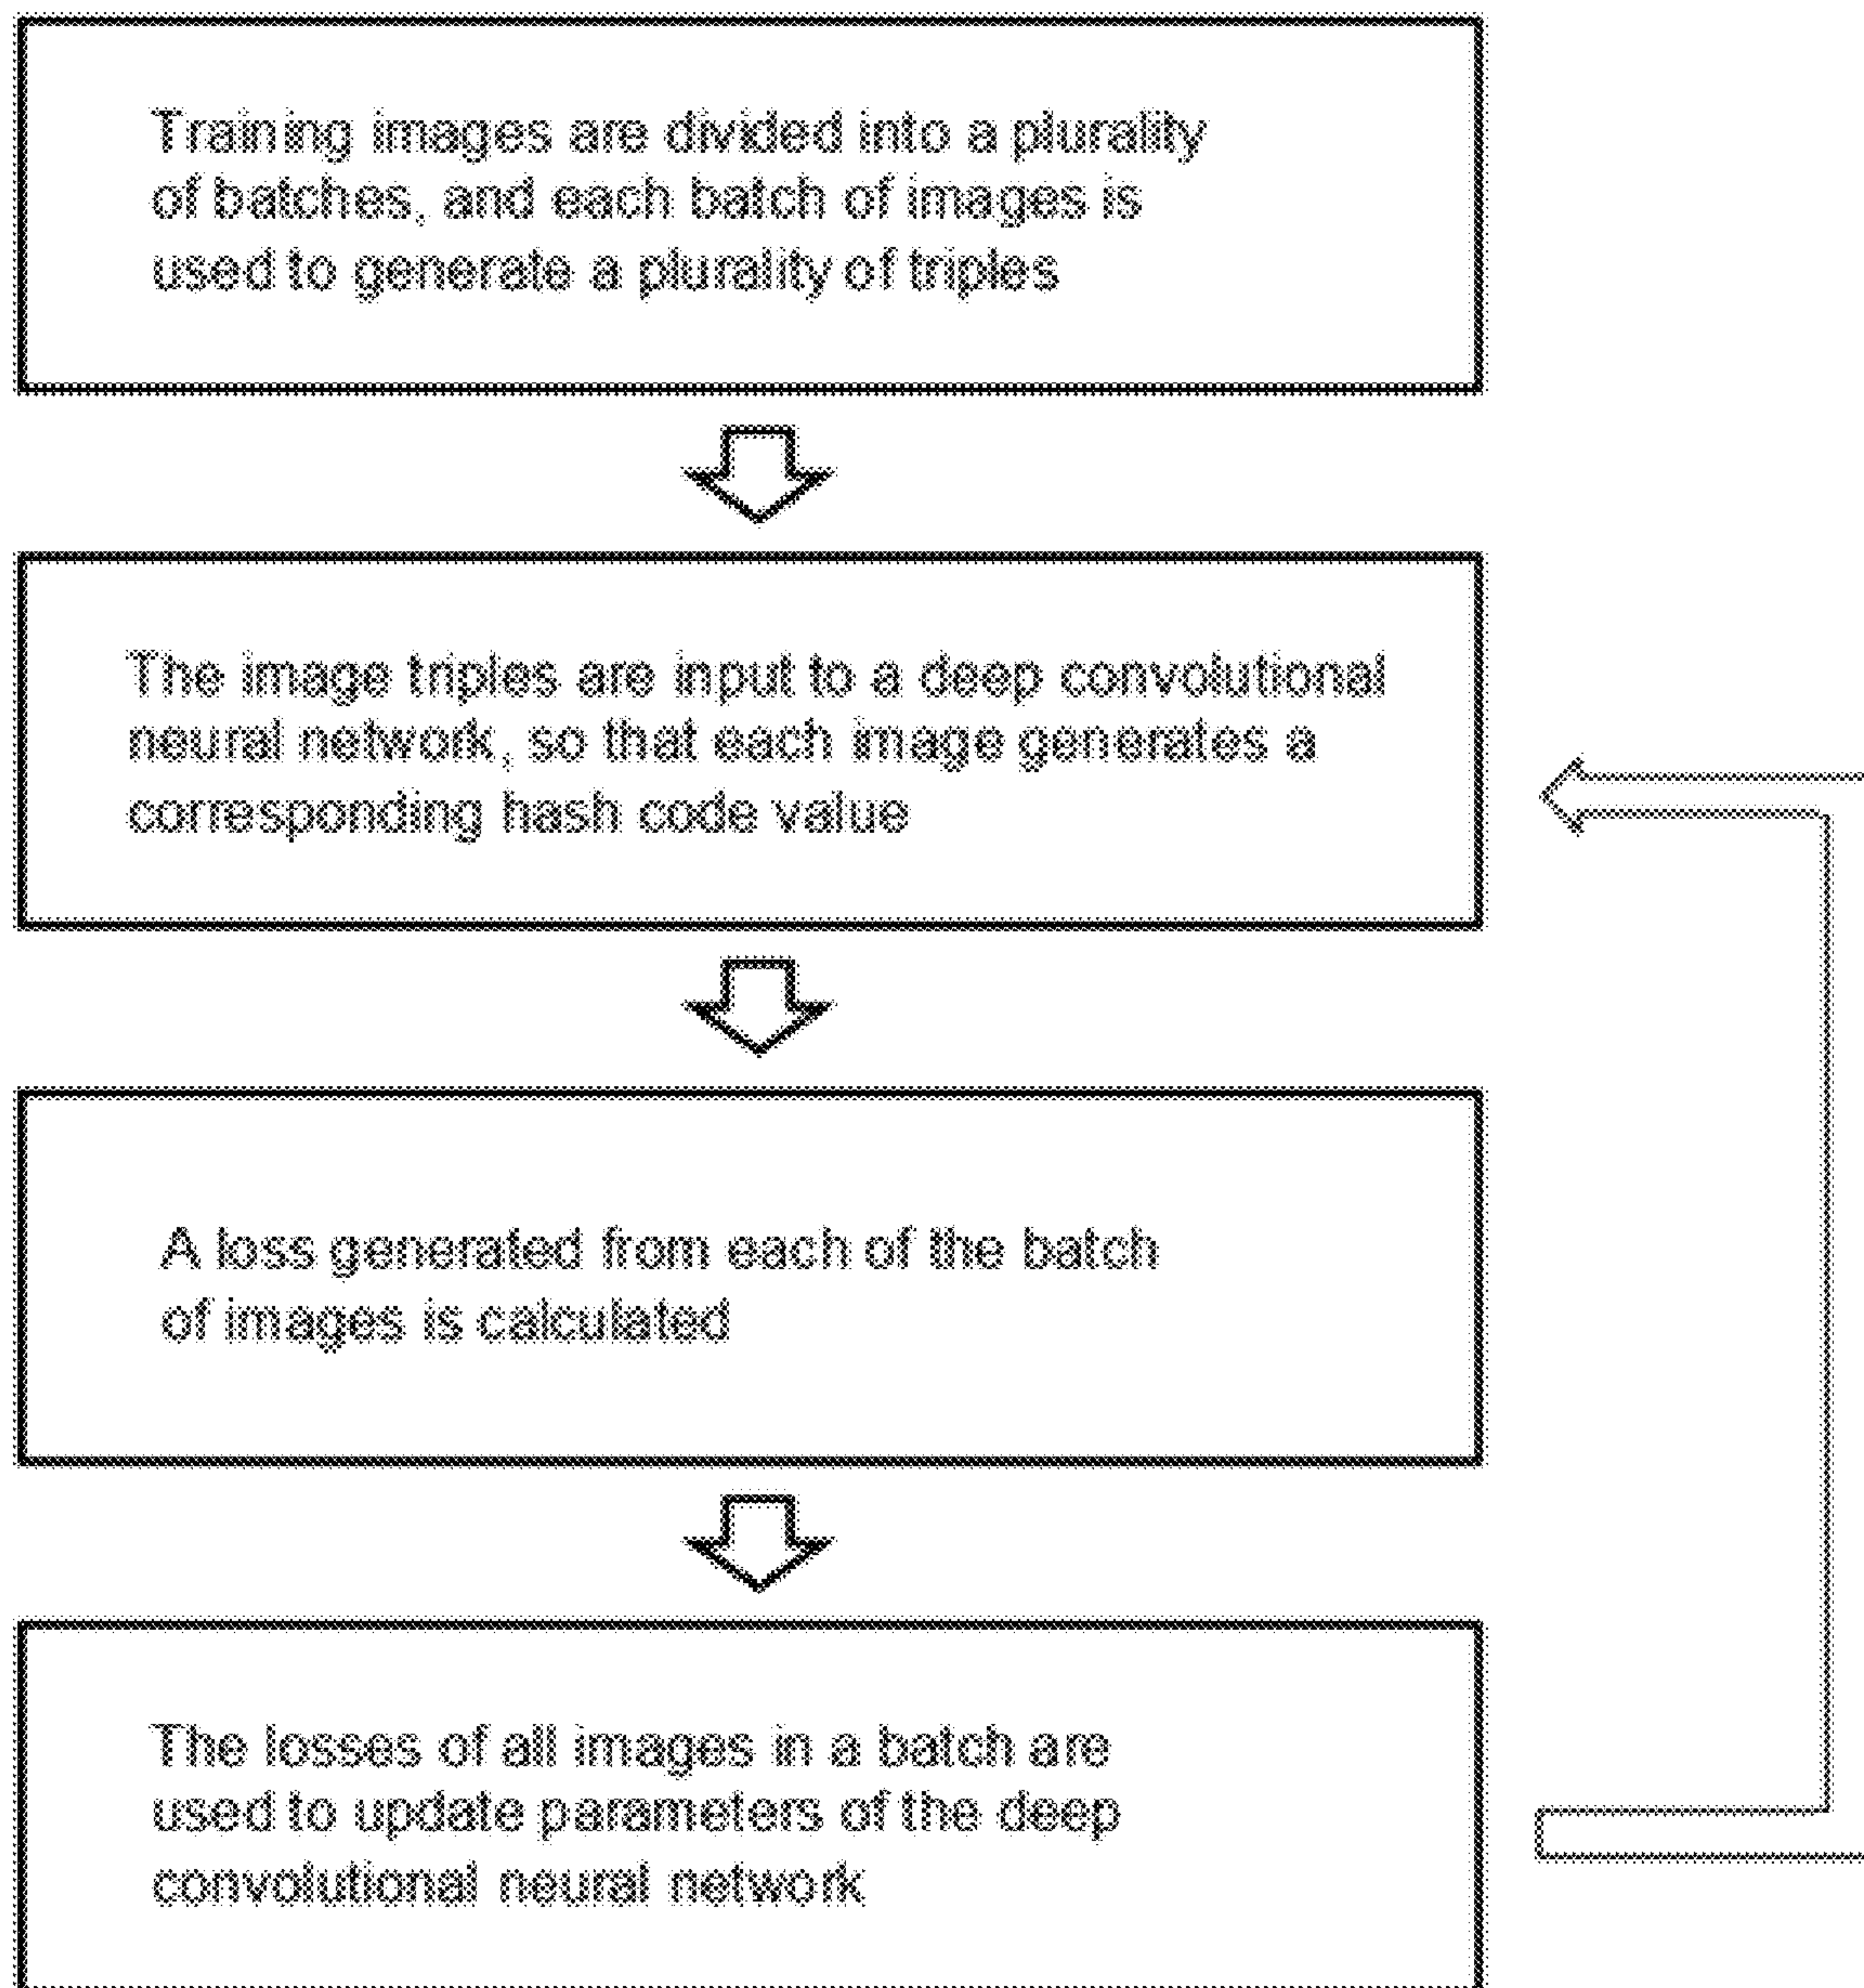 Training images are divided into a plurality
of batches, and each batch of images is
used to generate a plurality of triples
The image triples are input to a deep convolutional
neural network, so that each image generates a
corresponding hash code value
A loss generated from each of the batch
of images is calculated
The losses of all images in a batch are
used to update parameters of the deep
convolutional neural network